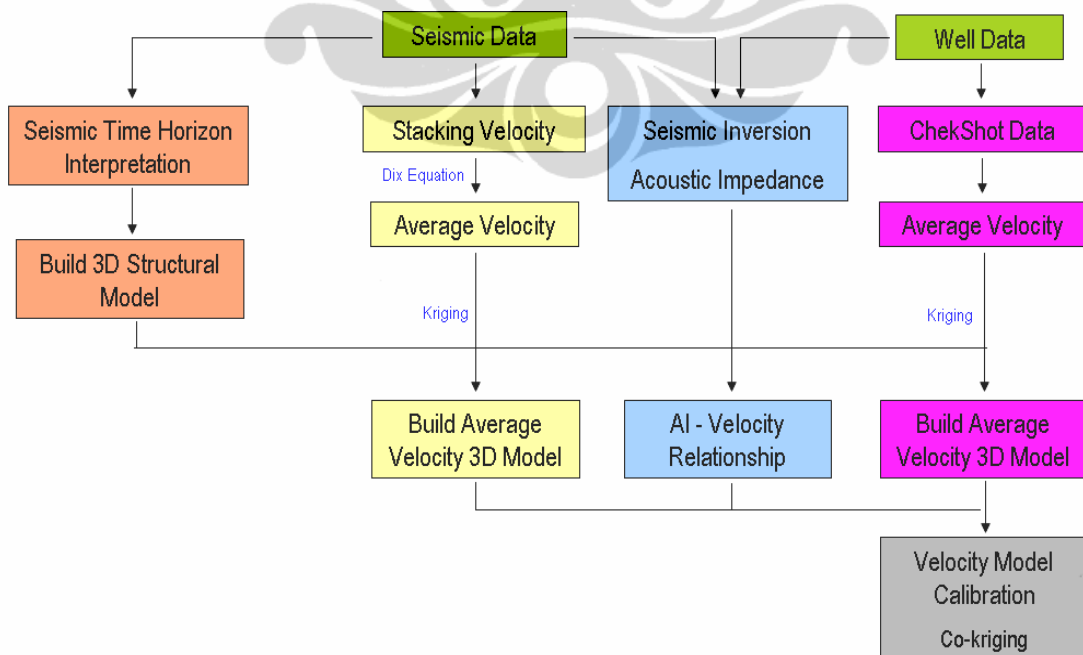 Seismic Data
Well Data
Seismic Time Horizon
Interpretation
Stacking Velocity
Seismic Inversion
Acoustic Impedance
ChekShot Data
Dix Equation
Average Velocity
Average Velocity
Build 3D Structural
Model
Kriging
Kriging
Build Average
Velocity 3D Model
AI - Velocity
Relationship
Build Average
Velocity 3D Model
Velocity Model
Calibration
Co-kriging